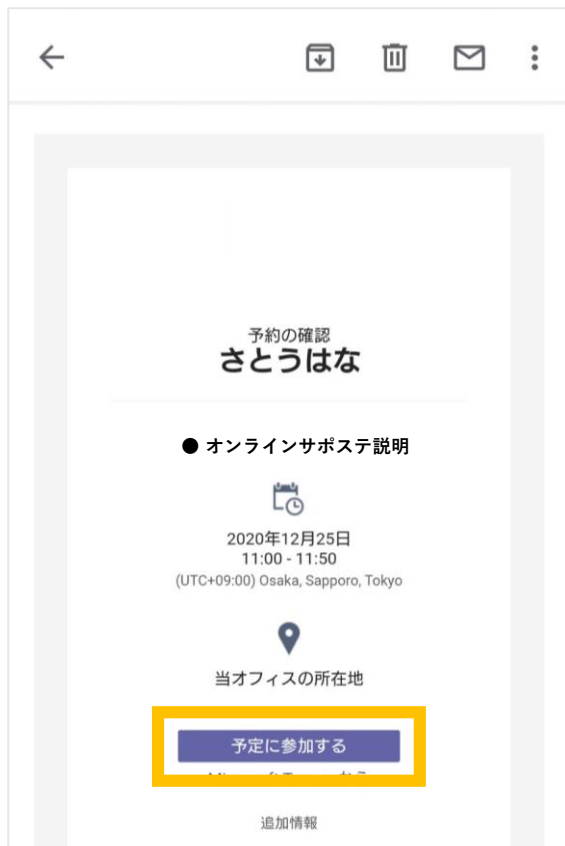 予約の確認
さとうはな
● オンラインサポステ説明
2020年12月25日
11:00 - 11:50
(UTC+09:00) Osaka, Sapporo, Tokyo
当オフィスの所在地
予定に参加する
追加情報